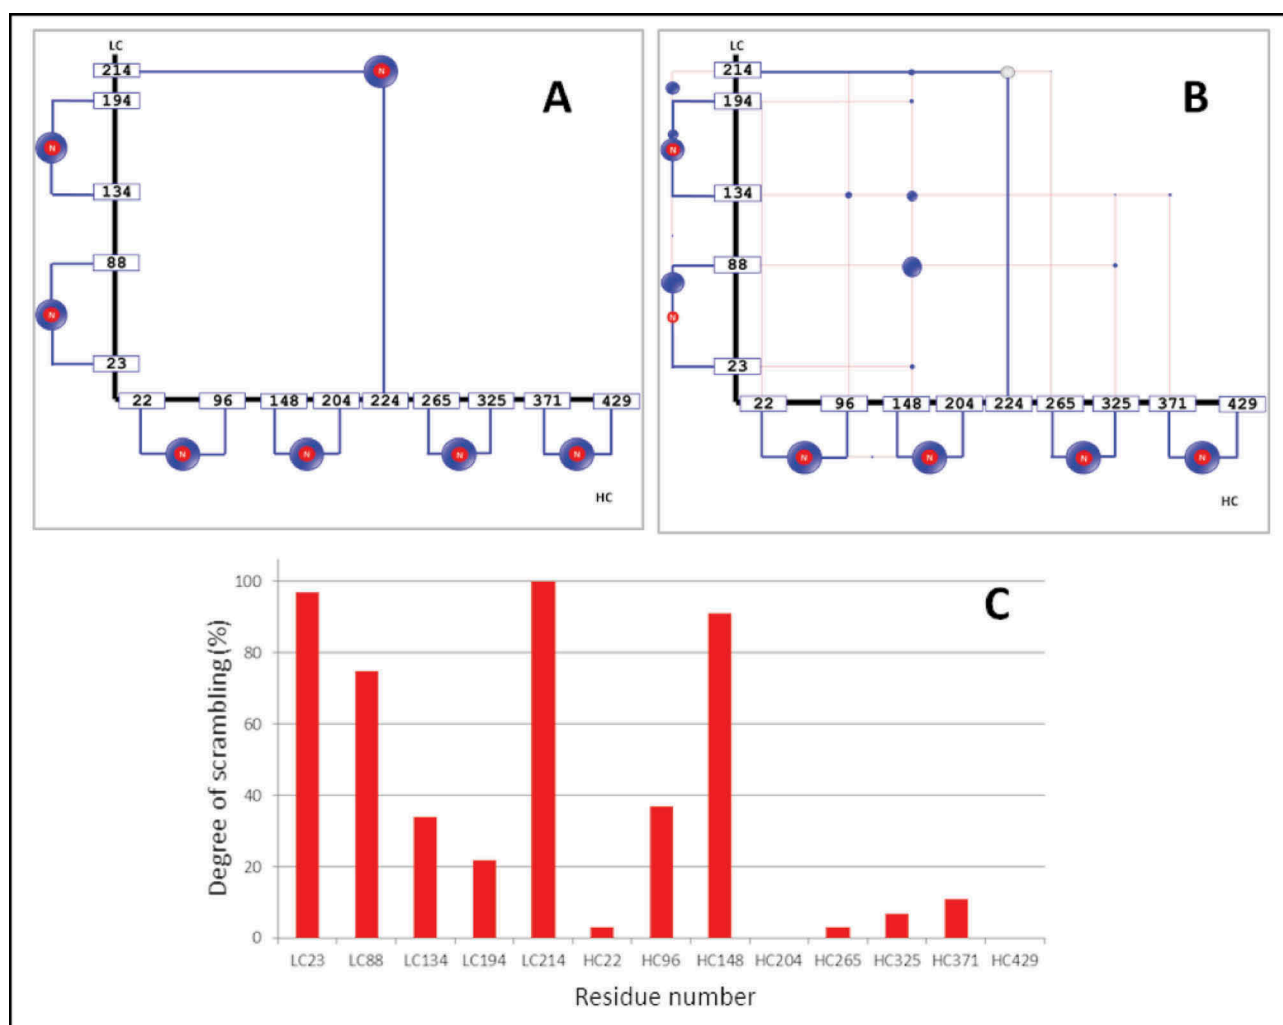 LC
214
N
A
194
N
134
88
N
23
22 96 148 204 224 265 325 371 429
N N N N
HC
LC
214
B
194
N
134
88
N
23
22 96 148 204 224 265 325 371 429
N N N N
HC
C
Degree of scrambling (%)
100
80
60
40
20
0
LC23 LC88 LC134 LC194 LC214 HC22 HC96 HC148 HC204 HC265 HC325 HC371 HC429
Residue number